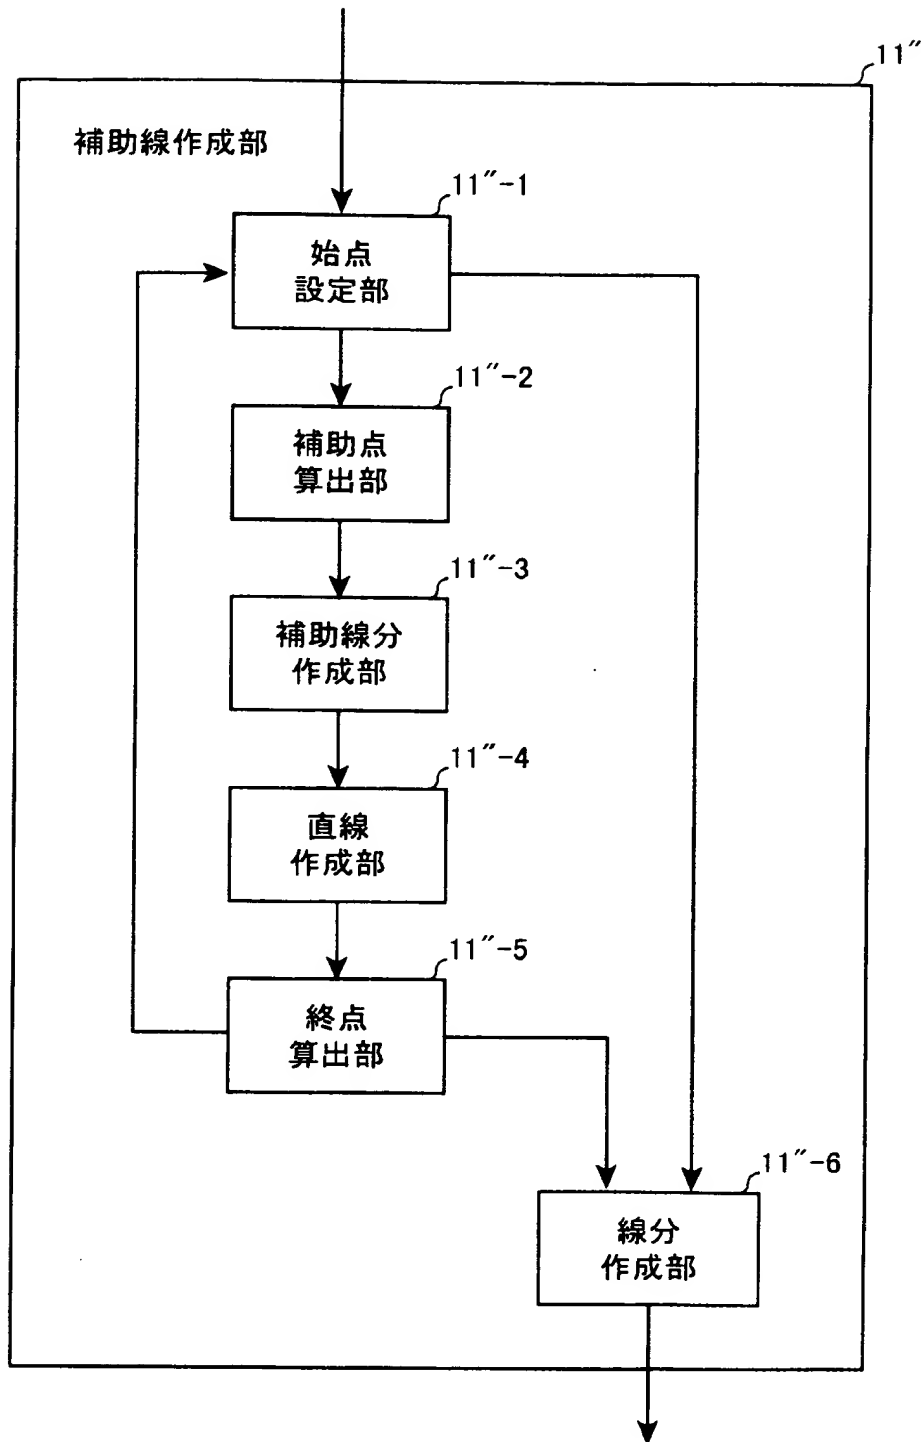 11″
補助線作成部
11″-1
始点
設定部
11″-2
補助点
算出部
11″-3
補助線分
作成部
11″-4
直線
作成部
11″-5
終点
算出部
11″-6
線分
作成部